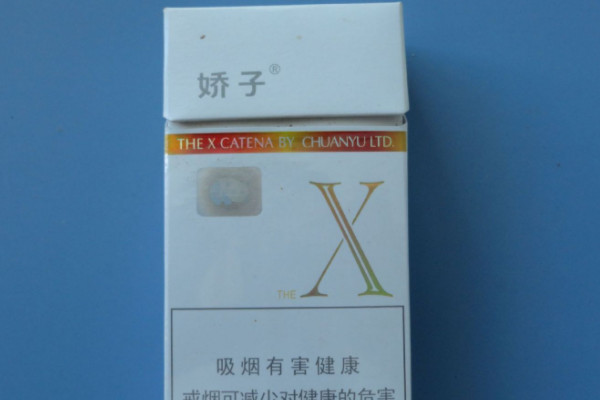 娇子®
THE X CATENA BY CHUANYU LTD.
THE X
吸烟有害健康
戒烟可减少对健康的危害